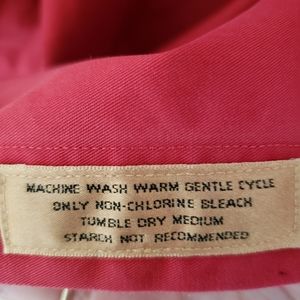 MACHINE WASH WARM GENTLE CYCLE
ONLY NON-CHLORINE BLEACH
TUMBLE DRY MEDIUM
STARCH NOT RECOMMENDED